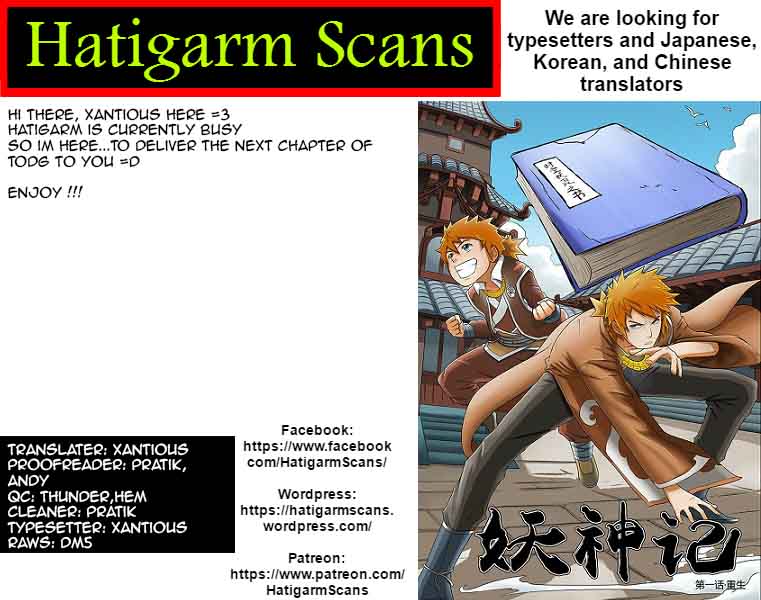 Hatigarm Scans
We are looking for
typesetters and Japanese,
Korean, and Chinese
translators
HI THERE, XANTIOUS HERE =3
HATIGARM IS CURRENTLY BUSY
SO IM HERE...TO DELIVER THE NEXT CHAPTER OF
TODG TO YOU =D
ENJOY !!!
TRANSLATER: XANTIOUS
PROOFREADER: PRATIK,
ANDY
QC: THUNDER,HEM
CLEANER: PRATIK
TYPESETTER: XANTIOUS
RAWS: DM5
Facebook:
https://www.facebook
com/HatigarmScans/
Wordpress:
https://hatigarmscans.
wordpress.com/
Patreon:
https://www.patreon.com/
HatigarmScans
妖神记
第一话·重生